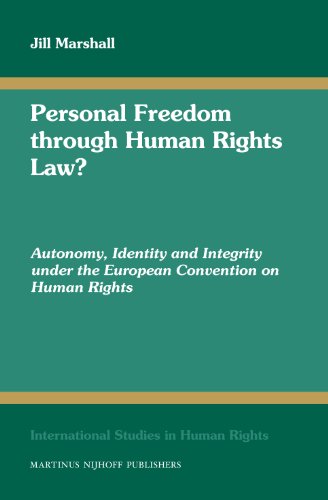 Jill Marshall
Personal Freedom
through Human Rights
Law?
Autonomy, Identity and Integrity
under the European Convention on
Human Rights
International Studies in Human Rights
MARTINUS NIJHOFF PUBLISHERS